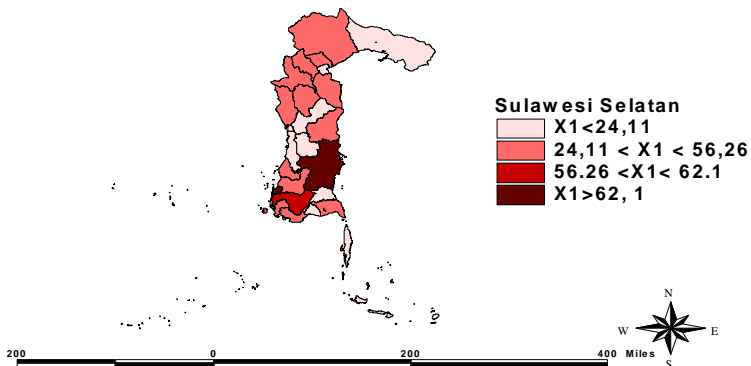 Sulawesi Selatan
X1<24,11
24,11 < X1 < 56,26
56.26 <X1< 62.1
X1>62, 1
N
W E
S
200 0 200 400 Miles